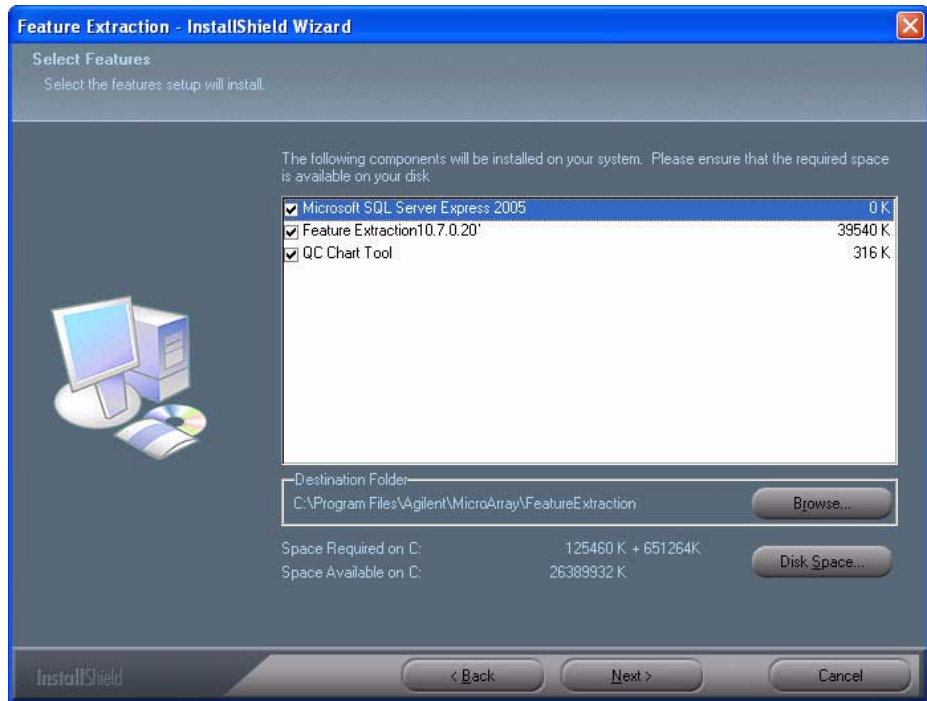 Feature Extraction - InstallShield Wizard
Select Features
Select the features setup will install.
The following components will be installed on your system. Please ensure that the required space
is available on your disk
Microsoft SQL Server Express 2005 0 K
Feature Extraction10.7.0.20' 39540 K
QC Chart Tool 316 K
Destination Folder
C:\Program Files\Agilent\MicroArray\FeatureExtraction
Browse...
Space Required on C: 125460 K + 651264K
Space Available on C: 26389932 K
Disk Space...
InstallShield
< Back
Next >
Cancel